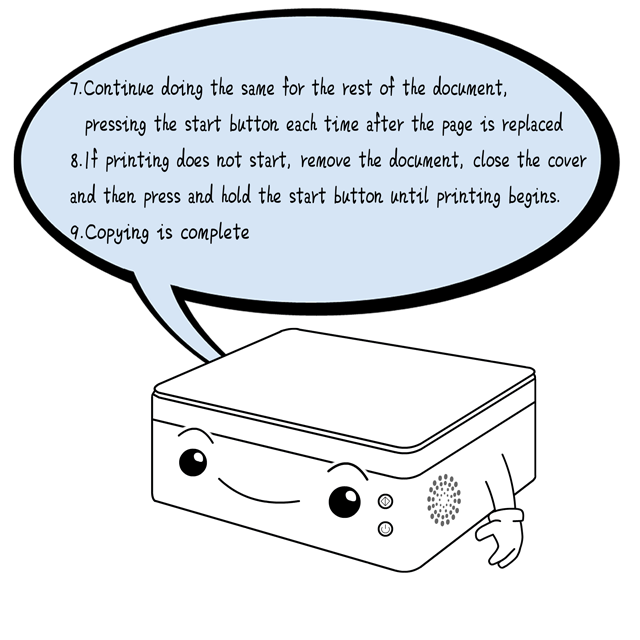 7.Continue doing the same for the rest of the document,
pressing the start button each time after the page is replaced
8.If printing does not start, remove the document, close the cover
and then press and hold the start button until printing begins.
9.Copying is complete